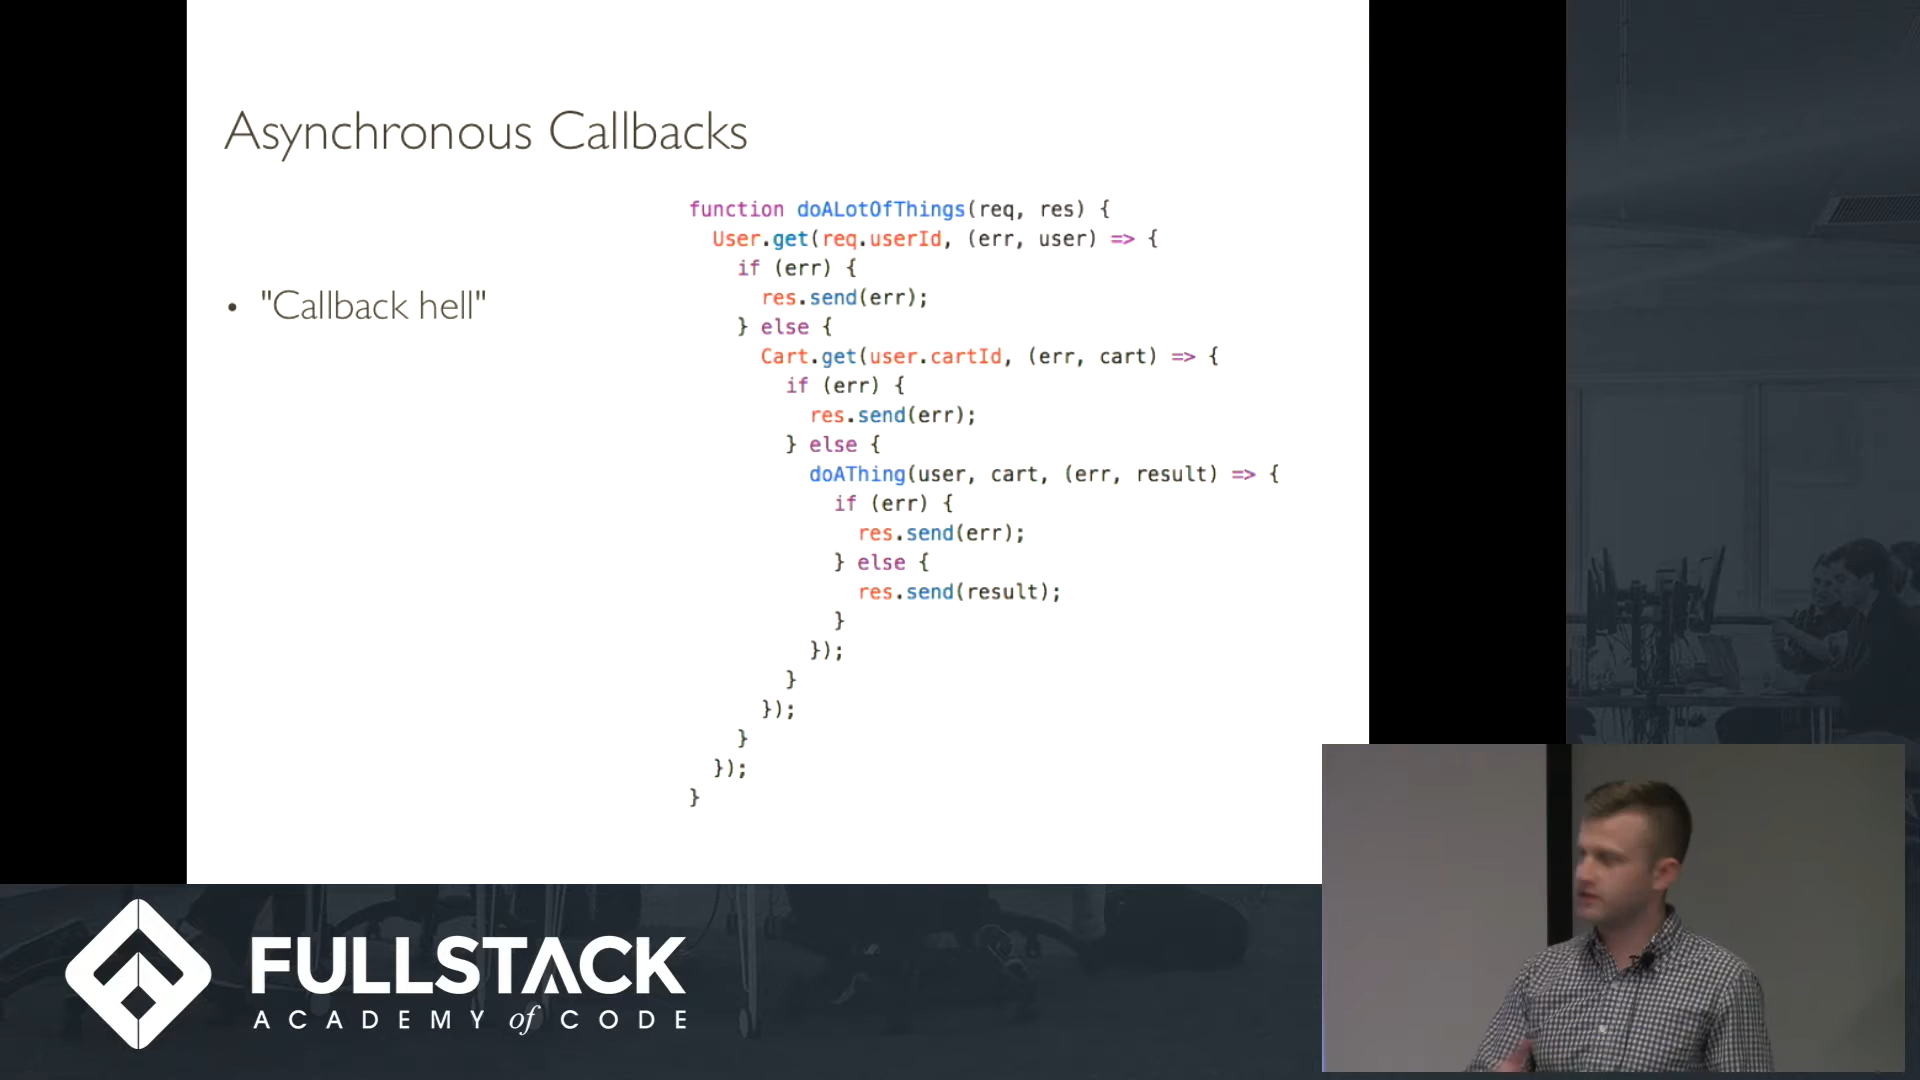 Asynchronous Callbacks
• "Callback hell"
function doALotOfThings(req, res) {
  User.get(req.userId, (err, user) => {
    if (err) {
      res.send(err);
    } else {
      Cart.get(user.cartId, (err, cart) => {
        if (err) {
          res.send(err);
        } else {
          doAThing(user, cart, (err, result) => {
            if (err) {
              res.send(err);
            } else {
              res.send(result);
            }
          });
        }
      });
    }
  });
}
FULLSTACK
ACADEMY of CODE